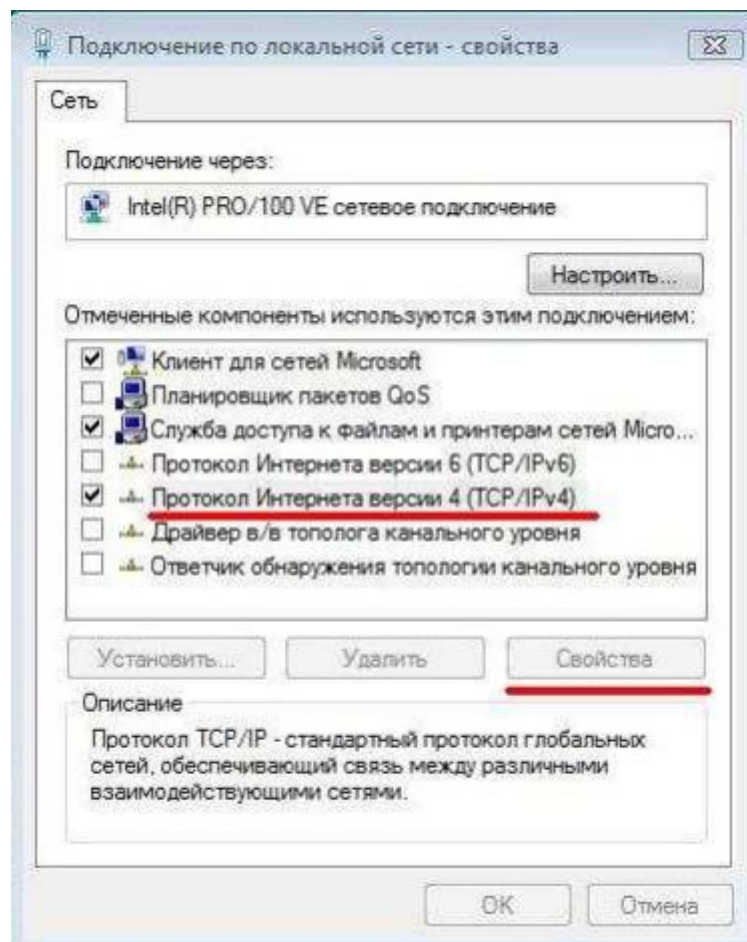 Подключение по локальной сети - свойства
Сеть
Подключение через:
Intel(R) PRO/100 VE сетевое подключение
Настроить...
Отмеченные компоненты используются этим подключением:
Клиент для сетей Microsoft
Планировщик пакетов QoS
Служба доступа к файлам и принтерам сетей Micro...
Протокол Интернета версии 6 (TCP/IPv6)
Протокол Интернета версии 4 (TCP/IPv4)
Драйвер в/в тополога канального уровня
Ответчик обнаружения топологии канального уровня
Установить...
Удалить
Свойства
Описание
Протокол TCP/IP - стандартный протокол глобальных
сетей, обеспечивающий связь между различными
взаимодействующими сетями.
OK
Отмена